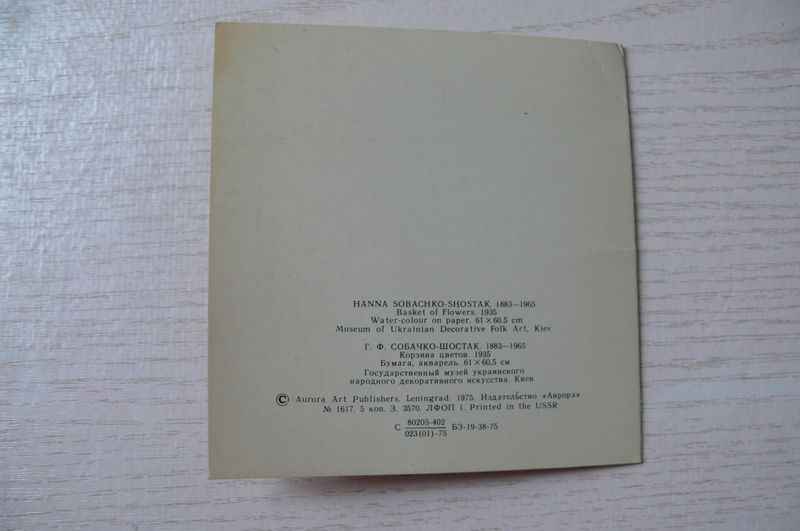 HANNA SOBACHKO-SHOSTAK. 1883—1965
Basket of Flowers. 1935
Water-colour on paper. 61 × 60.5 cm
Museum of Ukrainian Decorative Folk Art, Kiev
Г. Ф. СОБАЧКО-ШОСТАК. 1883—1965
Корзина цветов. 1935
Бумага, акварель. 61 × 60,5 см
Государственный музей украинского
народного декоративного искусства. Киев
© Aurora Art Publishers. Leningrad. 1975. Издательство «Аврора»
№ 1617. 5 коп. З. 3570. ЛФОП 1. Printed in the USSR
С 80205-402 БЗ-19-38-75
023(01)-75